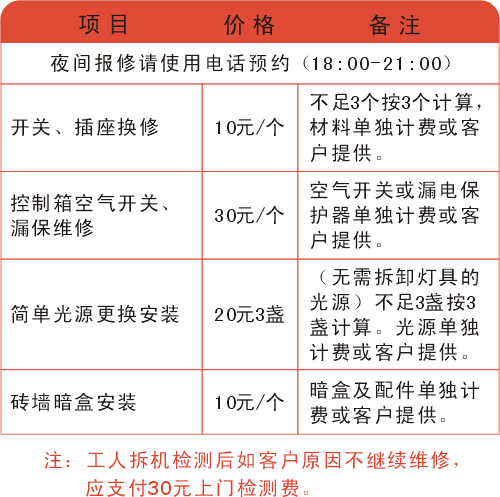 项目 价格 备注
夜间报修请使用电话预约（18:00-21:00）
开关、插座换修 10元/个 不足3个按3个计算，
材料单独计费或客
户提供。
控制箱空气开关、
漏保维修 30元/个 空气开关或漏电保
护器单独计费或客
户提供。
简单光源更换安装 20元3盏 （无需拆卸灯具的
光源）不足3盏按3
盏计算。光源单独
计费或客户提供。
砖墙暗盒安装 10元/个 暗盒及配件单独计
费或客户提供。
注：工人拆机检测后如客户原因不继续维修，
应支付30元上门检测费。